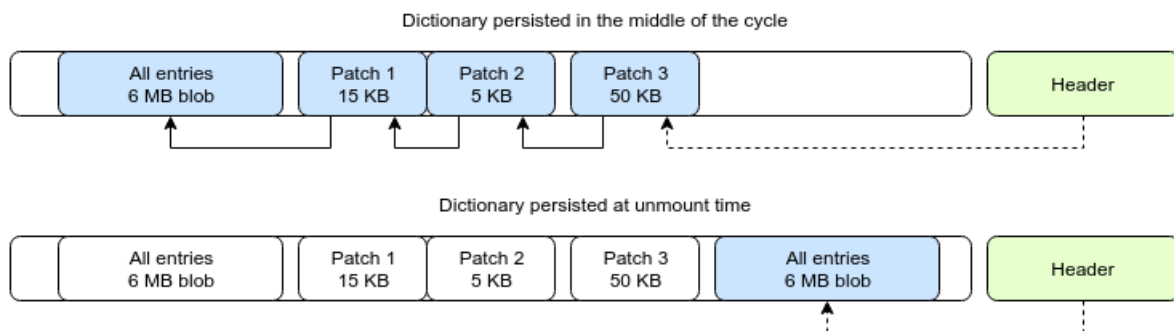 Dictionary persisted in the middle of the cycle
All entries
6 MB blob
Patch 1
15 KB
Patch 2
5 KB
Patch 3
50 KB
Header
Dictionary persisted at unmount time
All entries
6 MB blob
Patch 1
15 KB
Patch 2
5 KB
Patch 3
50 KB
All entries
6 MB blob
Header